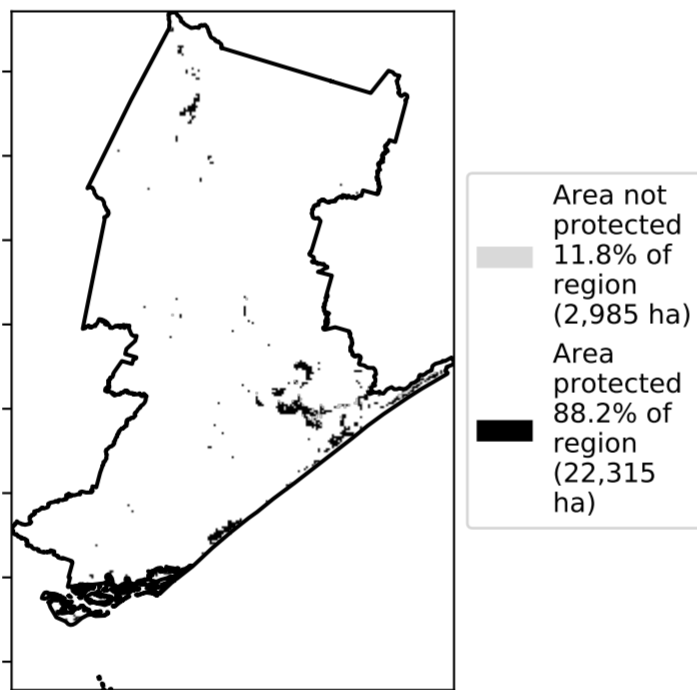 Area not
protected
11.8% of
region
(2,985 ha)
Area
protected
88.2% of
region
(22,315
ha)